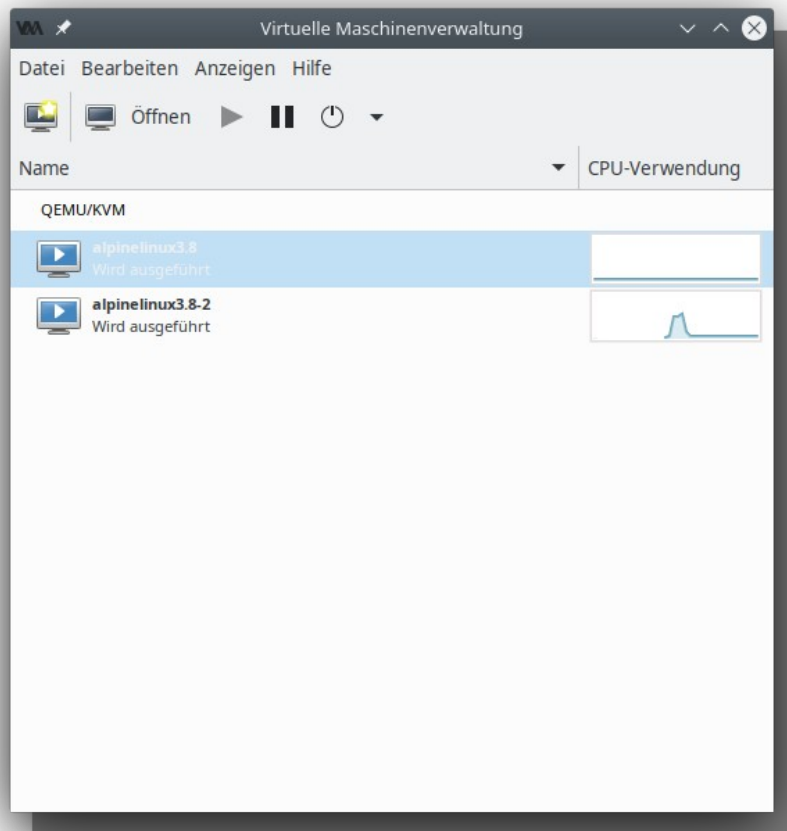 Virtuelle Maschinenverwaltung
Datei Bearbeiten Anzeigen Hilfe
Öffnen
Name CPU-Verwendung
QEMU/KVM
alpinelinux3.8
Wird ausgeführt
alpinelinux3.8-2
Wird ausgeführt